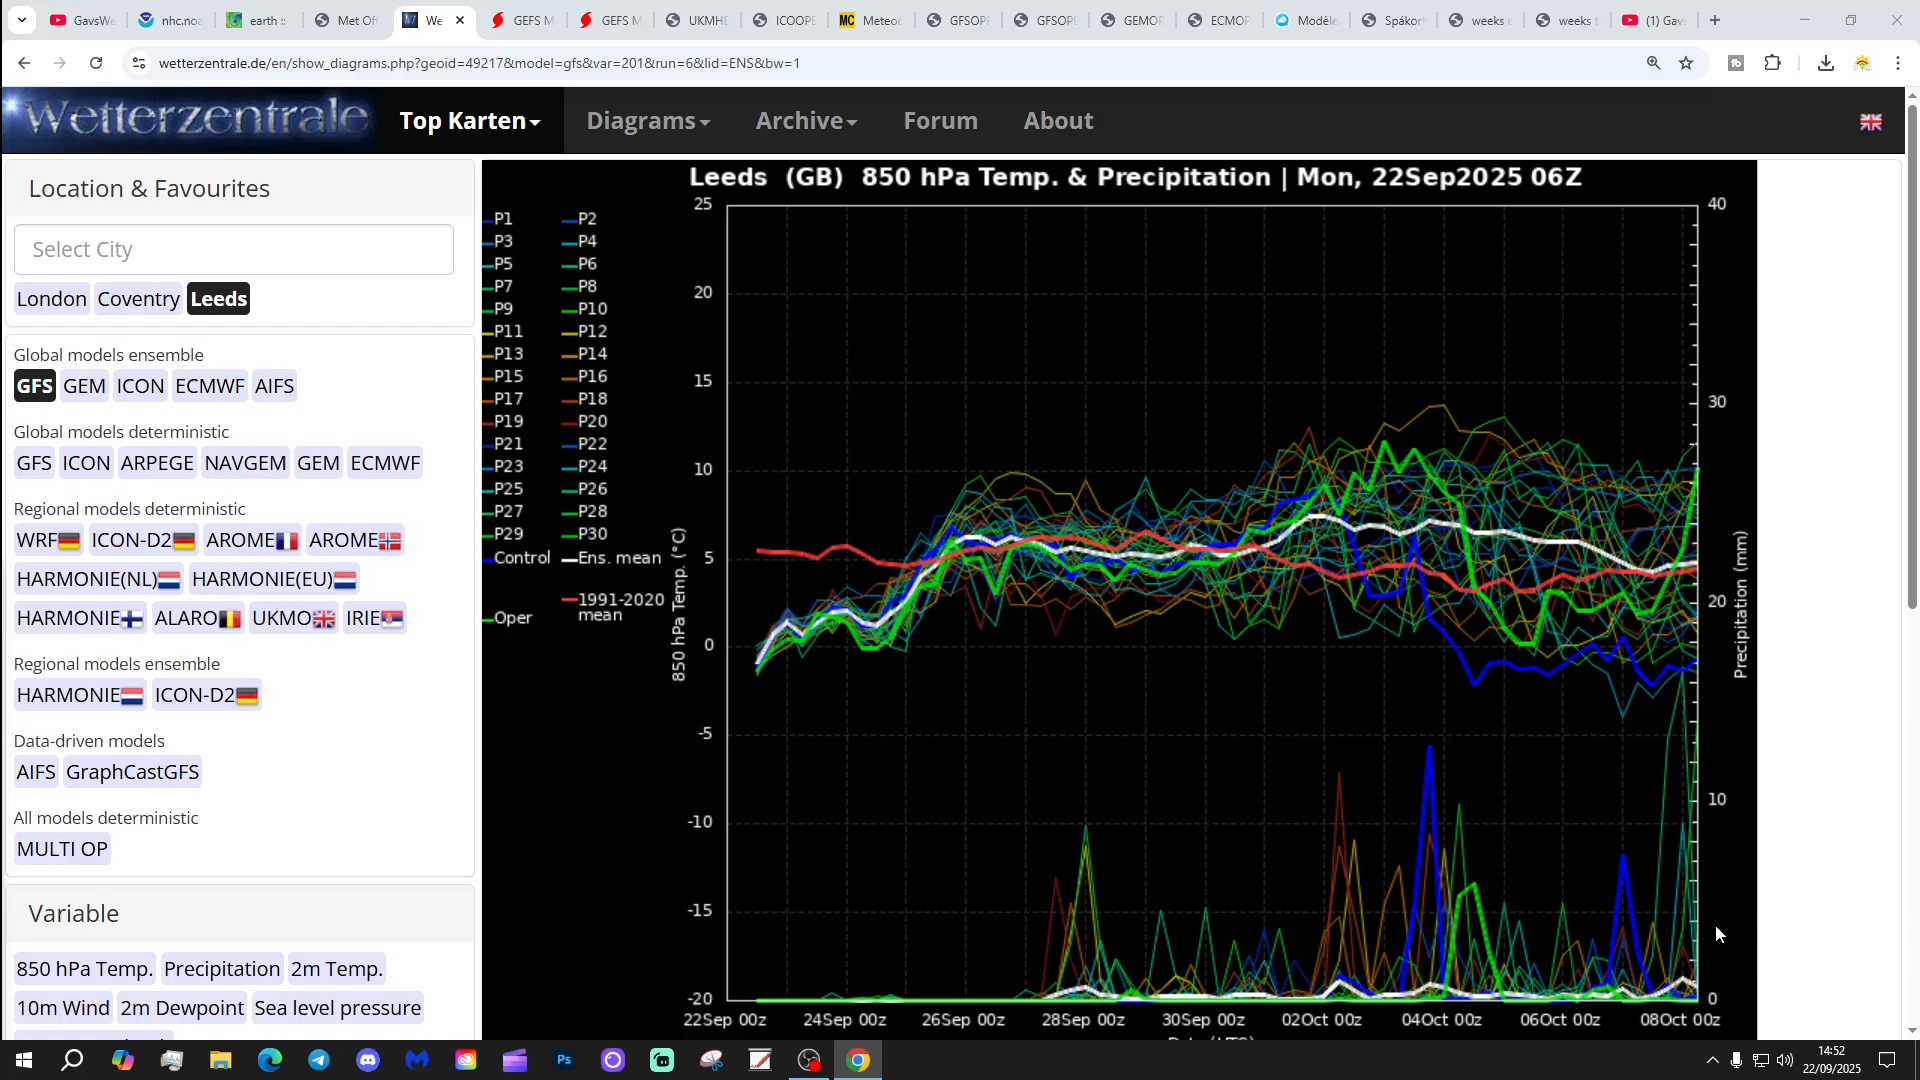 GavsWe
nhc.noa
earth ::
Met Off
We
GEFS M
GEFS M
UKMHD
ICOOPE
MC Meteoc
GFSOPE
GFSOPE
GEMOP
ECMOP
Modèle
Spákort
weeks c
weeks t
(1) Gav
wetterzentrale.de/en/show_diagrams.php?geoid=49217&model=gfs&var=201&run=6&lid=ENS&bw=1
Wetterzentrale
Top Karten
Diagrams
Archive
Forum
About
Location & Favourites
Select City
London Coventry Leeds
Global models ensemble
GFS GEM ICON ECMWF AIFS
Global models deterministic
GFS ICON ARPEGE NAVGEM GEM ECMWF
Regional models deterministic
WRF ICON-D2 AROME AROME
HARMONIE(NL) HARMONIE(EU)
HARMONIE ALARO UKMO IRIE
Regional models ensemble
HARMONIE ICON-D2
Data-driven models
AIFS GraphCastGFS
All models deterministic
MULTI OP
Variable
850 hPa Temp. Precipitation 2m Temp.
10m Wind 2m Dewpoint Sea level pressure
Leeds (GB) 850 hPa Temp. & Precipitation | Mon, 22Sep2025 06Z
P1 P2
P3 P4
P5 P6
P7 P8
P9 P10
P11 P12
P13 P14
P15 P16
P17 P18
P19 P20
P21 P22
P23 P24
P25 P26
P27 P28
P29 P30
Control Ens. mean
Oper 1991-2020 mean
850 hPa Temp. (°C)
25
20
15
10
5
0
-5
-10
-15
-20
40
30
20
10
0
Precipitation (mm)
22Sep 00z 24Sep 00z 26Sep 00z 28Sep 00z 30Sep 00z 02Oct 00z 04Oct 00z 06Oct 00z 08Oct 00z
Ps
14:52
22/09/2025